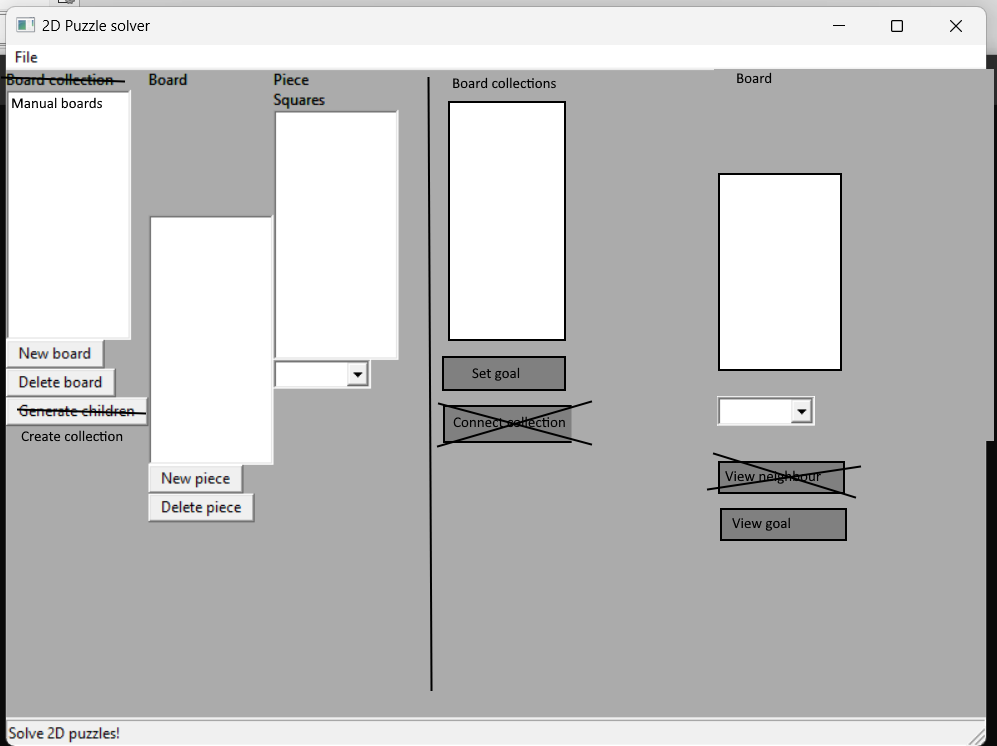 2D Puzzle solver
File
Board collection
Manual boards
New board
Delete board
Generate children
Create collection
Board
New piece
Delete piece
Piece
Squares
Board collections
Set goal
Connect collection
Board
View neighbour
View goal
Solve 2D puzzles!